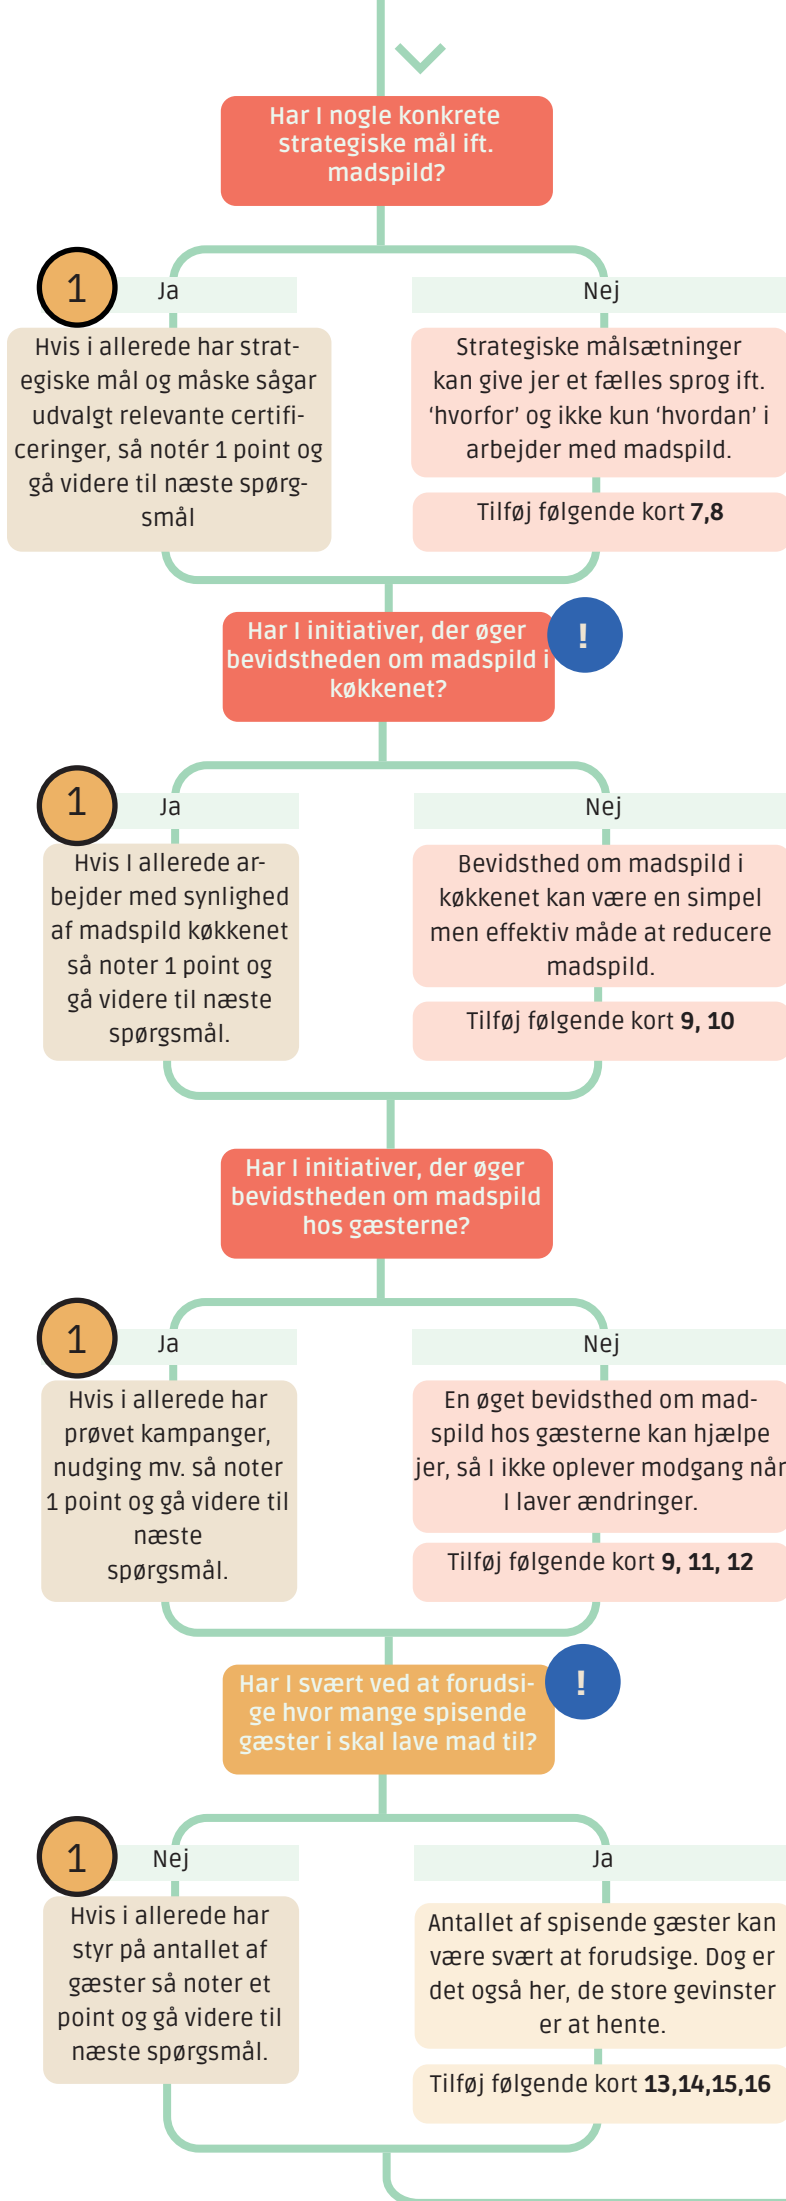 Har I nogle konkrete
strategiske mål ift.
madspild?
1
Ja
Nej
Hvis i allerede har strat-
egiske mål og måske sågar
udvalgt relevante certifi-
ceringer, så notér 1 point og
gå videre til næste spørg-
smål
Strategiske målsætninger
kan give jer et fælles sprog ift.
‘hvorfor’ og ikke kun ‘hvordan’ i
arbejder med madspild.
Tilføj følgende kort 7,8
Har I initiativer, der øger
bevidstheden om madspild i
køkkenet?
!
1
Ja
Nej
Hvis I allerede ar-
bejder med synlighed
af madspild køkkenet
så noter 1 point og
gå videre til næste
spørgsmål.
Bevidsthed om madspild i
køkkenet kan være en simpel
men effektiv måde at reducere
madspild.
Tilføj følgende kort 9, 10
Har I initiativer, der øger
bevidstheden om madspild
hos gæsterne?
1
Ja
Nej
Hvis i allerede har
prøvet kampanger,
nudging mv. så noter
1 point og gå videre til
næste
spørgsmål.
En øget bevidsthed om mad-
spild hos gæsterne kan hjælpe
jer, så I ikke oplever modgang når
I laver ændringer.
Tilføj følgende kort 9, 11, 12
Har I svært ved at forudsi-
ge hvor mange spisende
gæster i skal lave mad til?
!
1
Nej
Ja
Hvis i allerede har
styr på antallet af
gæster så noter et
point og gå videre til
næste spørgsmål.
Antallet af spisende gæster kan
være svært at forudsige. Dog er
det også her, de store gevinster
er at hente.
Tilføj følgende kort 13,14,15,16